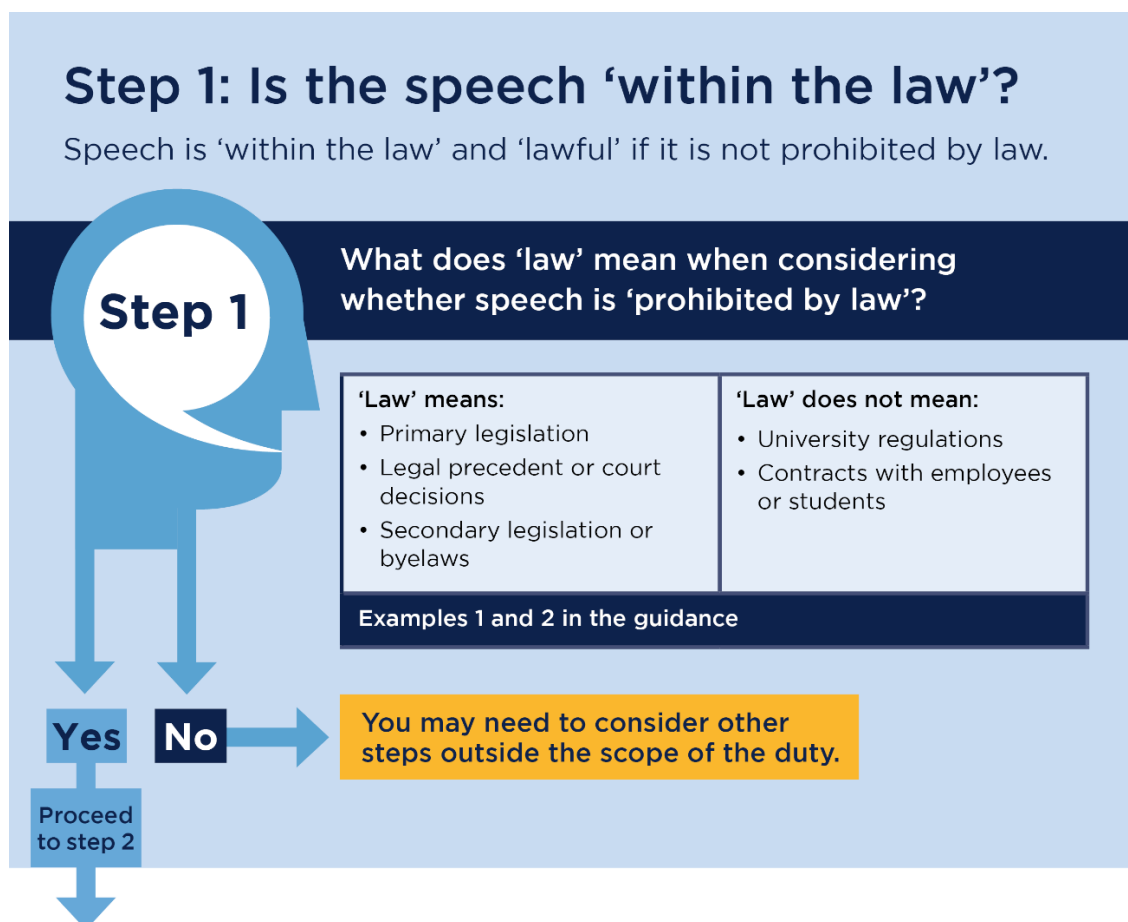 Step 1: Is the speech ‘within the law’?
Speech is ‘within the law’ and ‘lawful’ if it is not prohibited by law.
Step 1
What does ‘law’ mean when considering
whether speech is ‘prohibited by law’?
‘Law’ means:
• Primary legislation
• Legal precedent or court
decisions
• Secondary legislation or
byelaws
‘Law’ does not mean:
• University regulations
• Contracts with employees
or students
Examples 1 and 2 in the guidance
Yes
No
You may need to consider other
steps outside the scope of the duty.
Proceed
to step 2